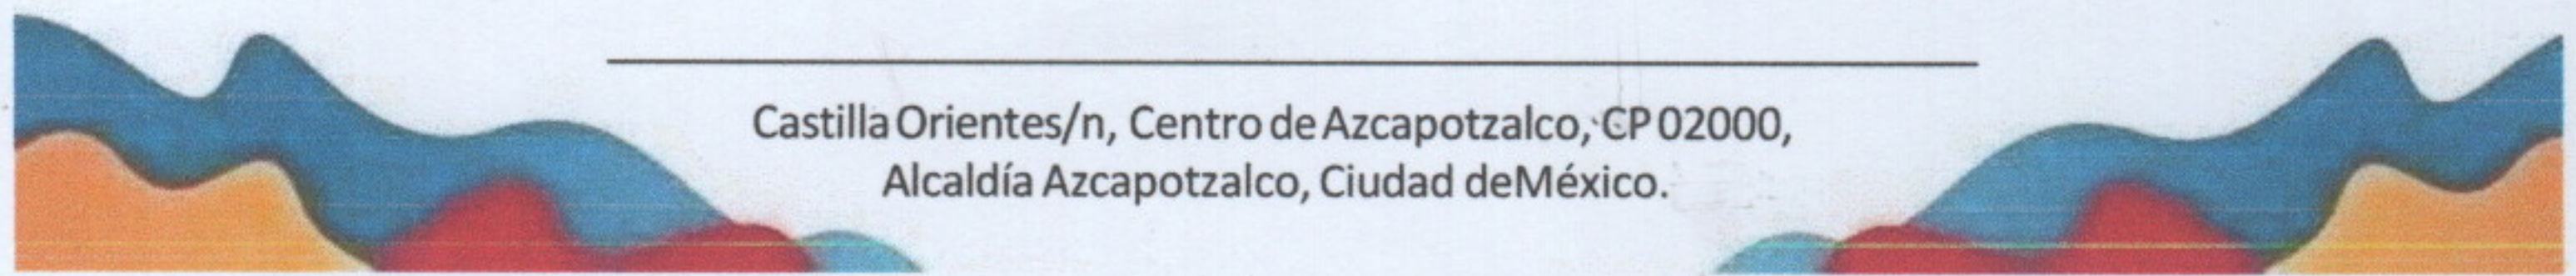 Castilla Orientes/n, Centro de Azcapotzalco, CP 02000,
Alcaldía Azcapotzalco, Ciudad deMéxico.